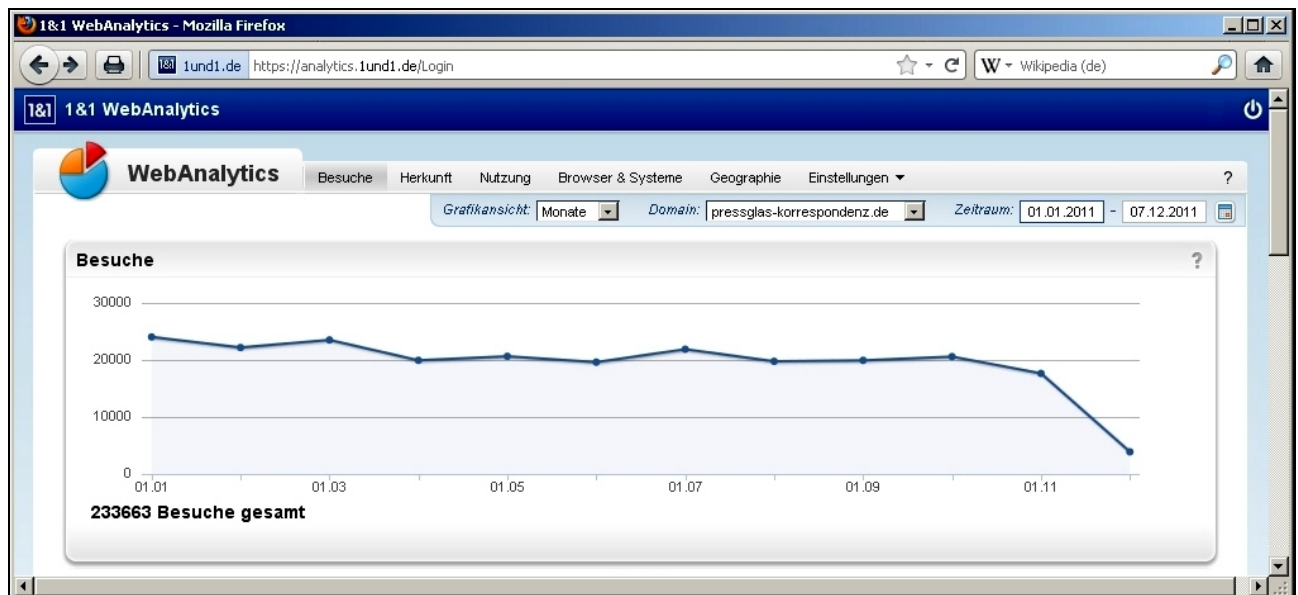 1&1 WebAnalytics - Mozilla Firefox
1&1 1und1.de https://analytics.1und1.de/Login W Wikipedia (de)
1&1 1&1 WebAnalytics
WebAnalytics Besuche Herkunft Nutzung Browser & Systeme Geographie Einstellungen ?
Grafikansicht: Monate Domain: pressglas-korrespondenz.de Zeitraum: 01.01.2011 - 07.12.2011
Besuche ?
30000
20000
10000
0
01.01 01.03 01.05 01.07 01.09 01.11
233663 Besuche gesamt